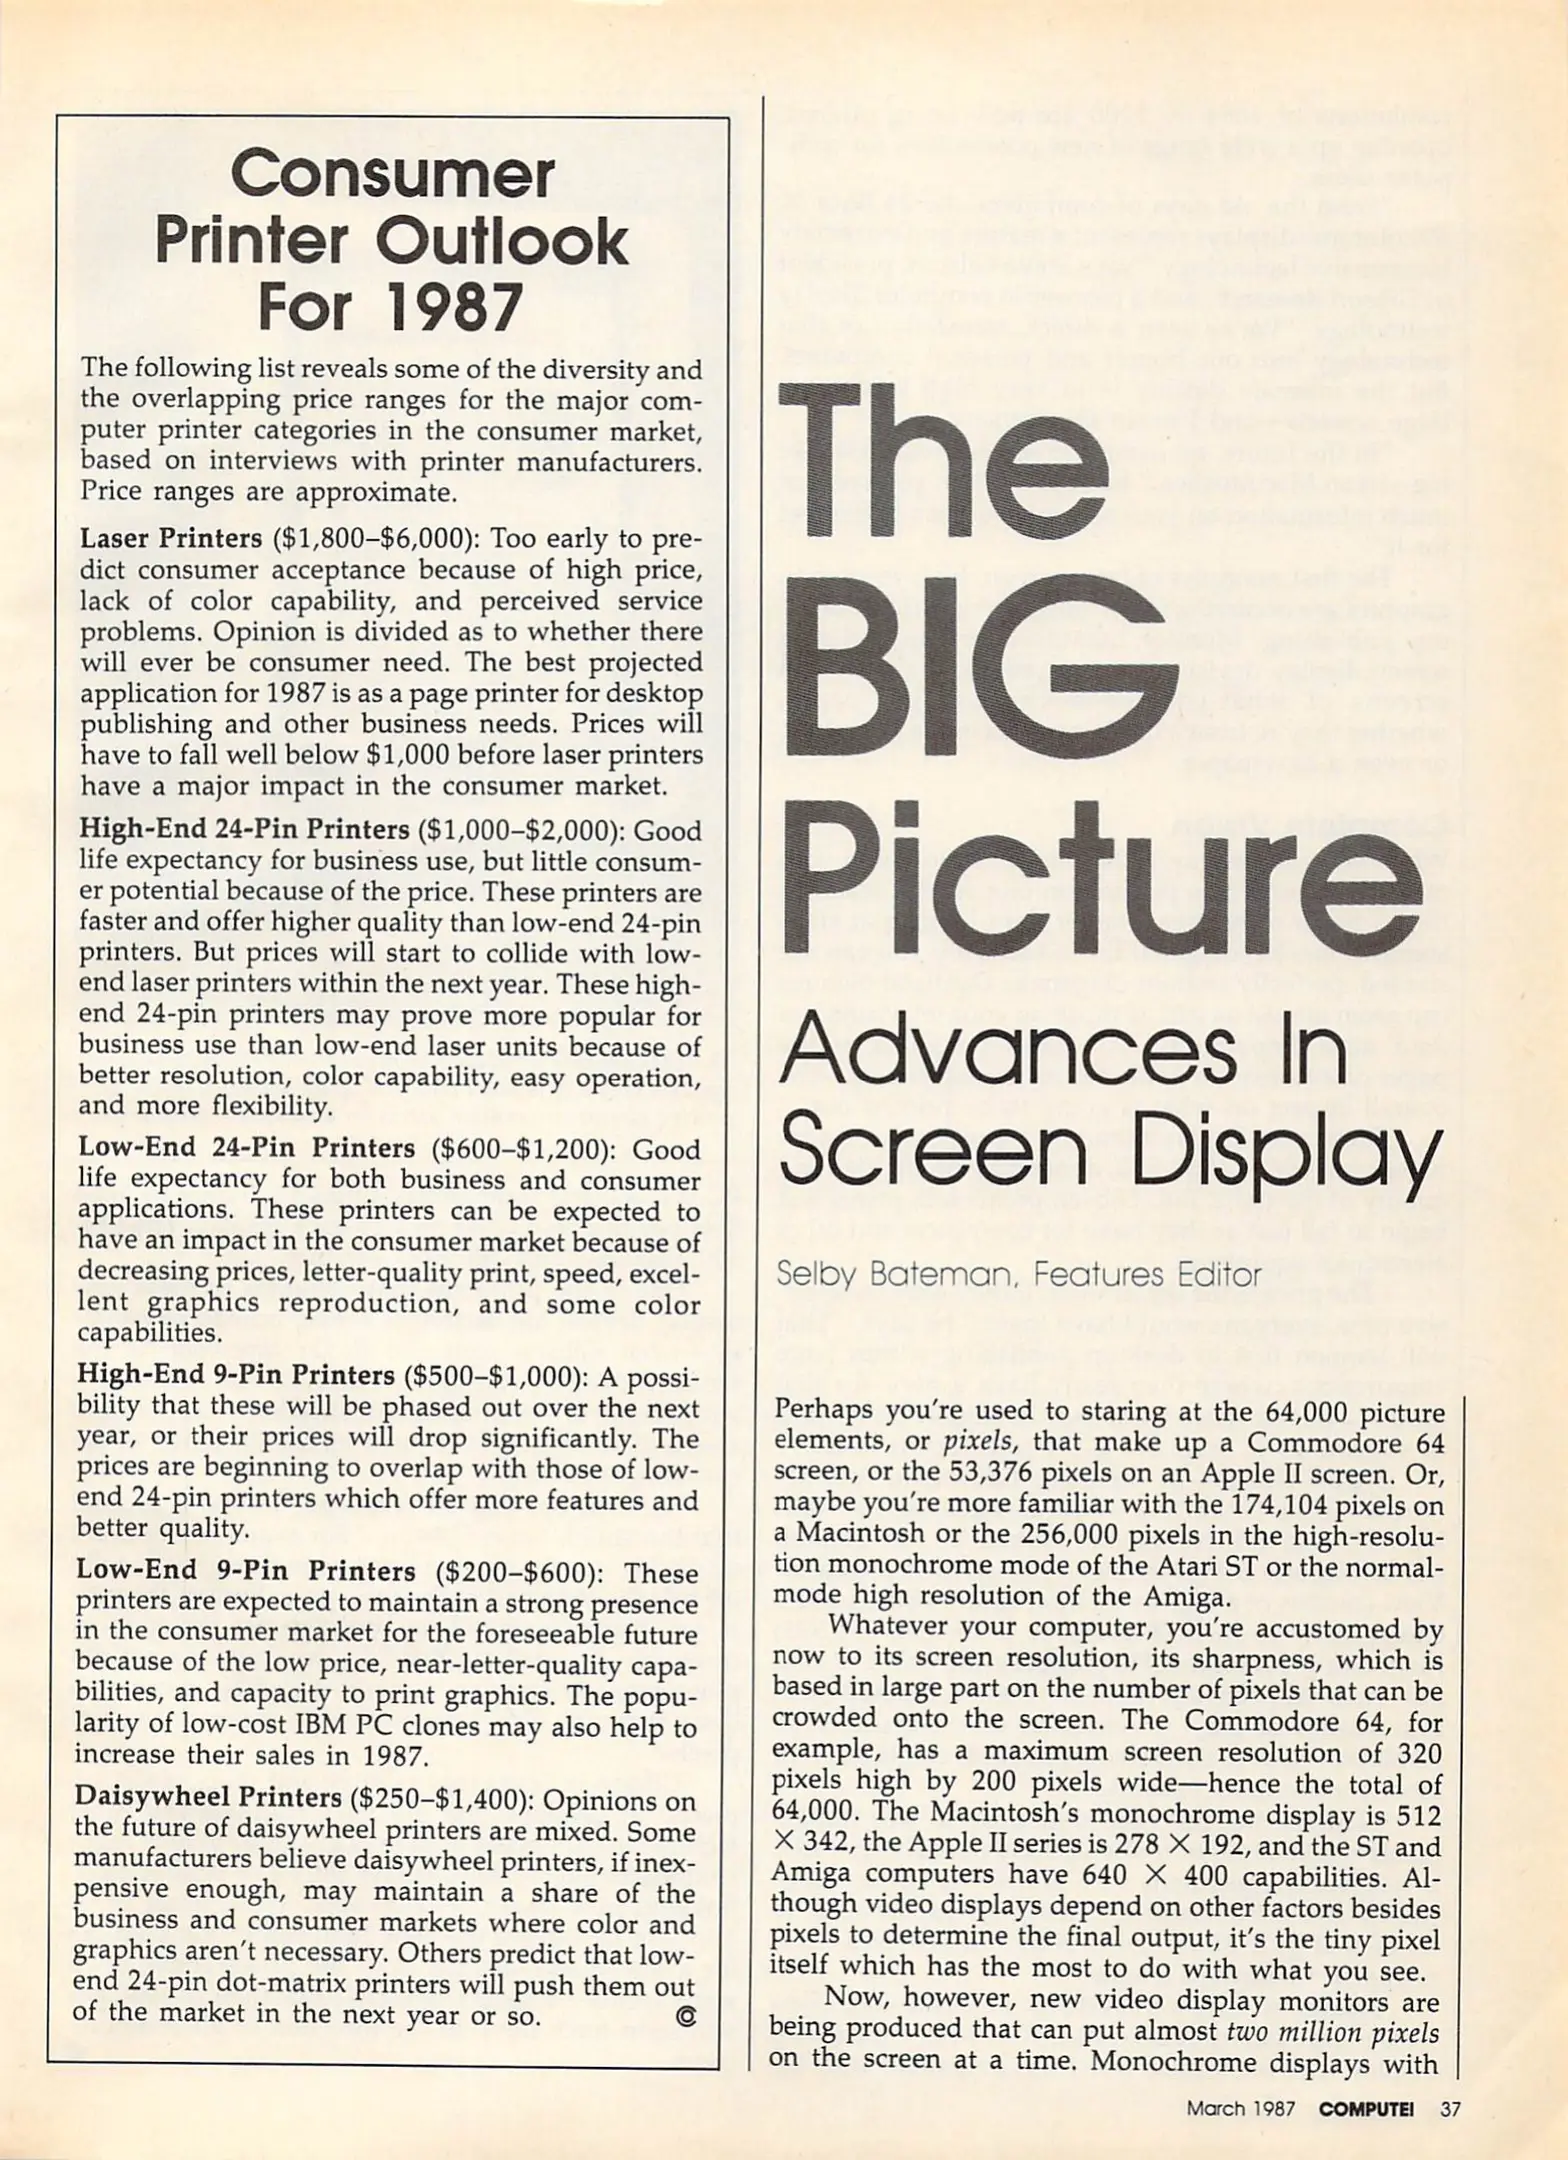 Consumer
Printer Outlook
For 1987
The following list reveals some of the diversity and
the overlapping price ranges for the major com-
puter printer categories in the consumer market,
based on interviews with printer manufacturers.
Price ranges are approximate.
Laser Printers ($1,800–$6,000): Too early to pre-
dict consumer acceptance because of high price,
lack of color capability, and perceived service
problems. Opinion is divided as to whether there
will ever be consumer need. The best projected
application for 1987 is as a page printer for desktop
publishing and other business needs. Prices will
have to fall well below $1,000 before laser printers
have a major impact in the consumer market.
High-End 24-Pin Printers ($1,000–$2,000): Good
life expectancy for business use, but little consum-
er potential because of the price. These printers are
faster and offer higher quality than low-end 24-pin
printers. But prices will start to collide with low-
end laser printers within the next year. These high-
end 24-pin printers may prove more popular for
business use than low-end laser units because of
better resolution, color capability, easy operation,
and more flexibility.
Low-End 24-Pin Printers ($600–$1,200): Good
life expectancy for both business and consumer
applications. These printers can be expected to
have an impact in the consumer market because of
decreasing prices, letter-quality print, speed, excel-
lent graphics reproduction, and some color
capabilities.
High-End 9-Pin Printers ($500–$1,000): A possi-
bility that these will be phased out over the next
year, or their prices will drop significantly. The
prices are beginning to overlap with those of low-
end 24-pin printers which offer more features and
better quality.
Low-End 9-Pin Printers ($200–$600): These
printers are expected to maintain a strong presence
in the consumer market for the foreseeable future
because of the low price, near-letter-quality capa-
bilities, and capacity to print graphics. The popu-
larity of low-cost IBM PC clones may also help to
increase their sales in 1987.
Daisywheel Printers ($250–$1,400): Opinions on
the future of daisywheel printers are mixed. Some
manufacturers believe daisywheel printers, if inex-
pensive enough, may maintain a share of the
business and consumer markets where color and
graphics aren't necessary. Others predict that low-
end 24-pin dot-matrix printers will push them out
of the market in the next year or so.
The
BIG
Picture
Advances In
Screen Display
Selby Bateman, Features Editor
Perhaps you're used to staring at the 64,000 picture
elements, or pixels, that make up a Commodore 64
screen, or the 53,376 pixels on an Apple II screen. Or,
maybe you're more familiar with the 174,104 pixels on
a Macintosh or the 256,000 pixels in the high-resolu-
tion monochrome mode of the Atari ST or the normal-
mode high resolution of the Amiga.
Whatever your computer, you're accustomed by
now to its screen resolution, its sharpness, which is
based in large part on the number of pixels that can be
crowded onto the screen. The Commodore 64, for
example, has a maximum screen resolution of 320
pixels high by 200 pixels wide—hence the total of
64,000. The Macintosh's monochrome display is 512
× 342, the Apple II series is 278 × 192, and the ST and
Amiga computers have 640 × 400 capabilities. Al-
though video displays depend on other factors besides
pixels to determine the final output, it's the tiny pixel
itself which has the most to do with what you see.
Now, however, new video display monitors are
being produced that can put almost two million pixels
on the screen at a time. Monochrome displays with
March 1987 COMPUTE! 37